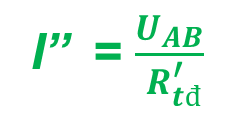 I” = U_AB / R′_tđ